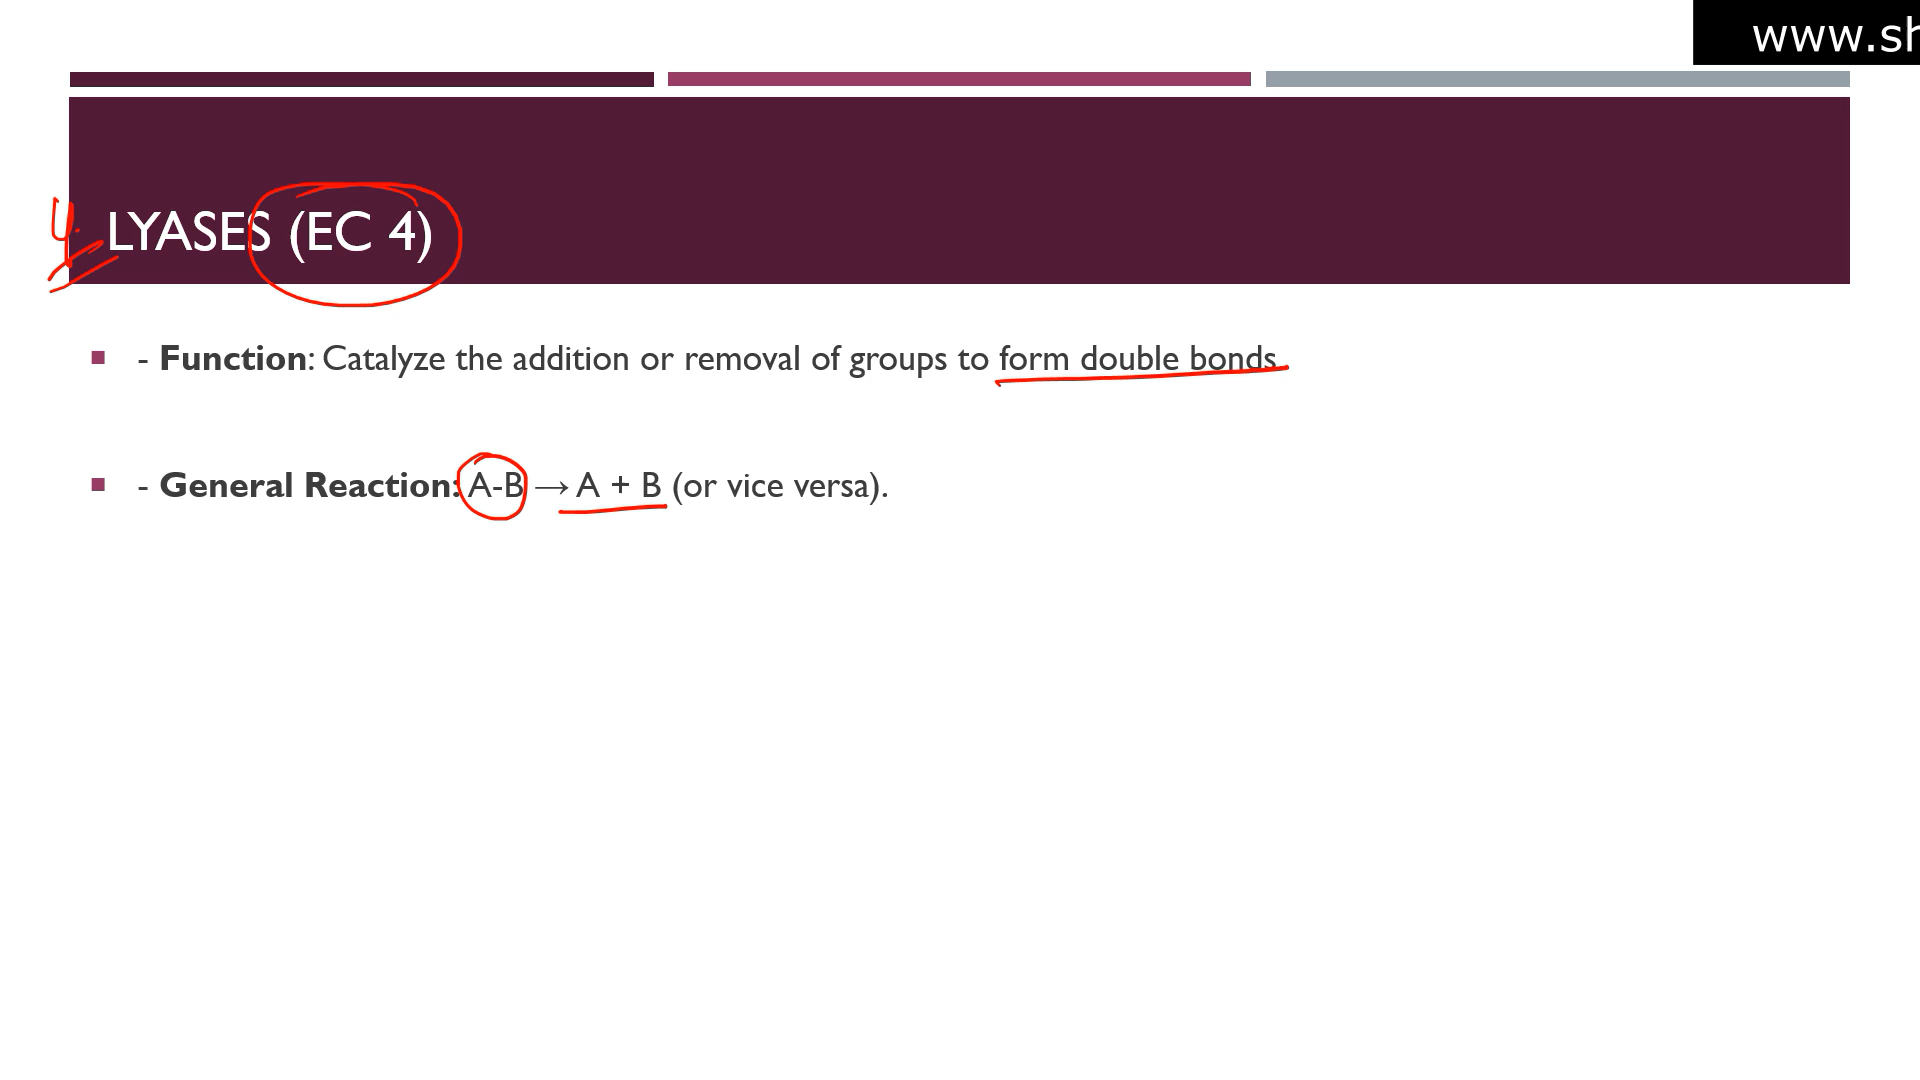 www.sh
4. LYASES (EC 4)
- Function: Catalyze the addition or removal of groups to form double bonds.
- General Reaction: A-B → A + B (or vice versa).